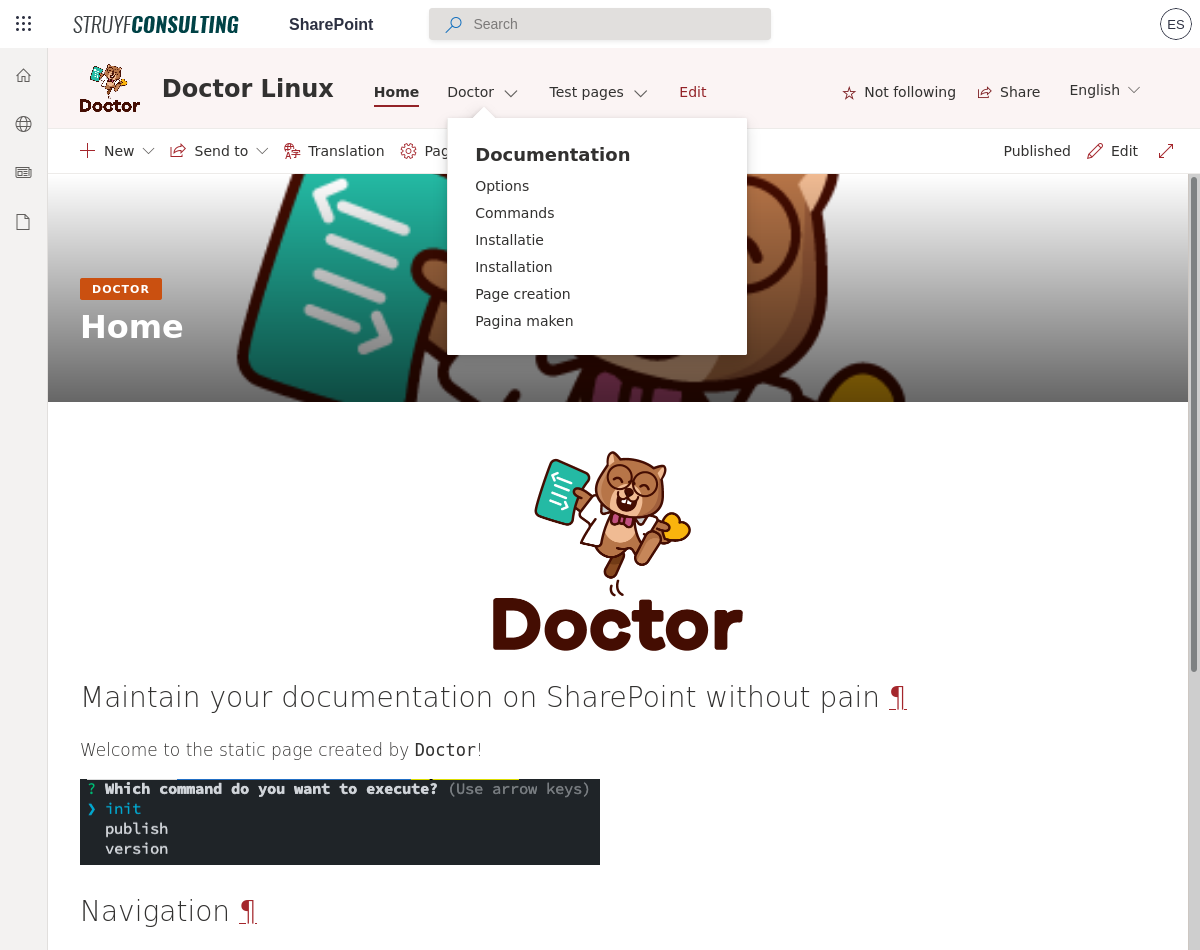 STRUYFCONSULTING SharePoint Search ES
Doctor
Doctor Linux Home Doctor Test pages Edit Not following Share English
New Send to Translation Pag Published Edit
Documentation
Options
Commands
Installatie
Installation
Page creation
Pagina maken
DOCTOR
Home
Doctor
Maintain your documentation on SharePoint without pain ¶
Welcome to the static page created by Doctor!
? Which command do you want to execute? (Use arrow keys)
❯ init
publish
version
Navigation ¶